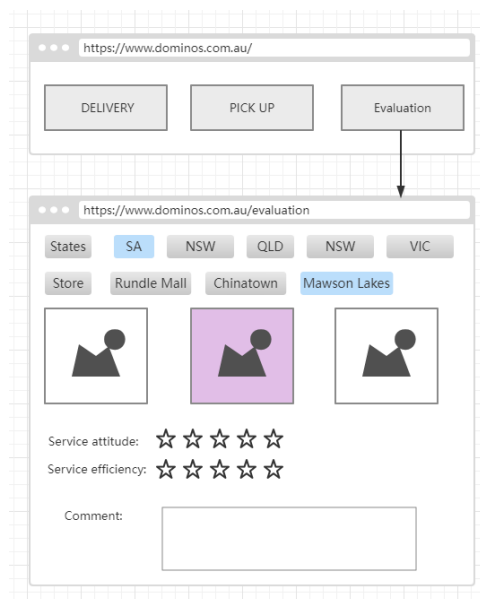 https://www.dominos.com.au/
DELIVERY PICK UP Evaluation
https://www.dominos.com.au/evaluation
States SA NSW QLD NSW VIC
Store Rundle Mall Chinatown Mawson Lakes
Service attitude:
Service efficiency:
Comment: